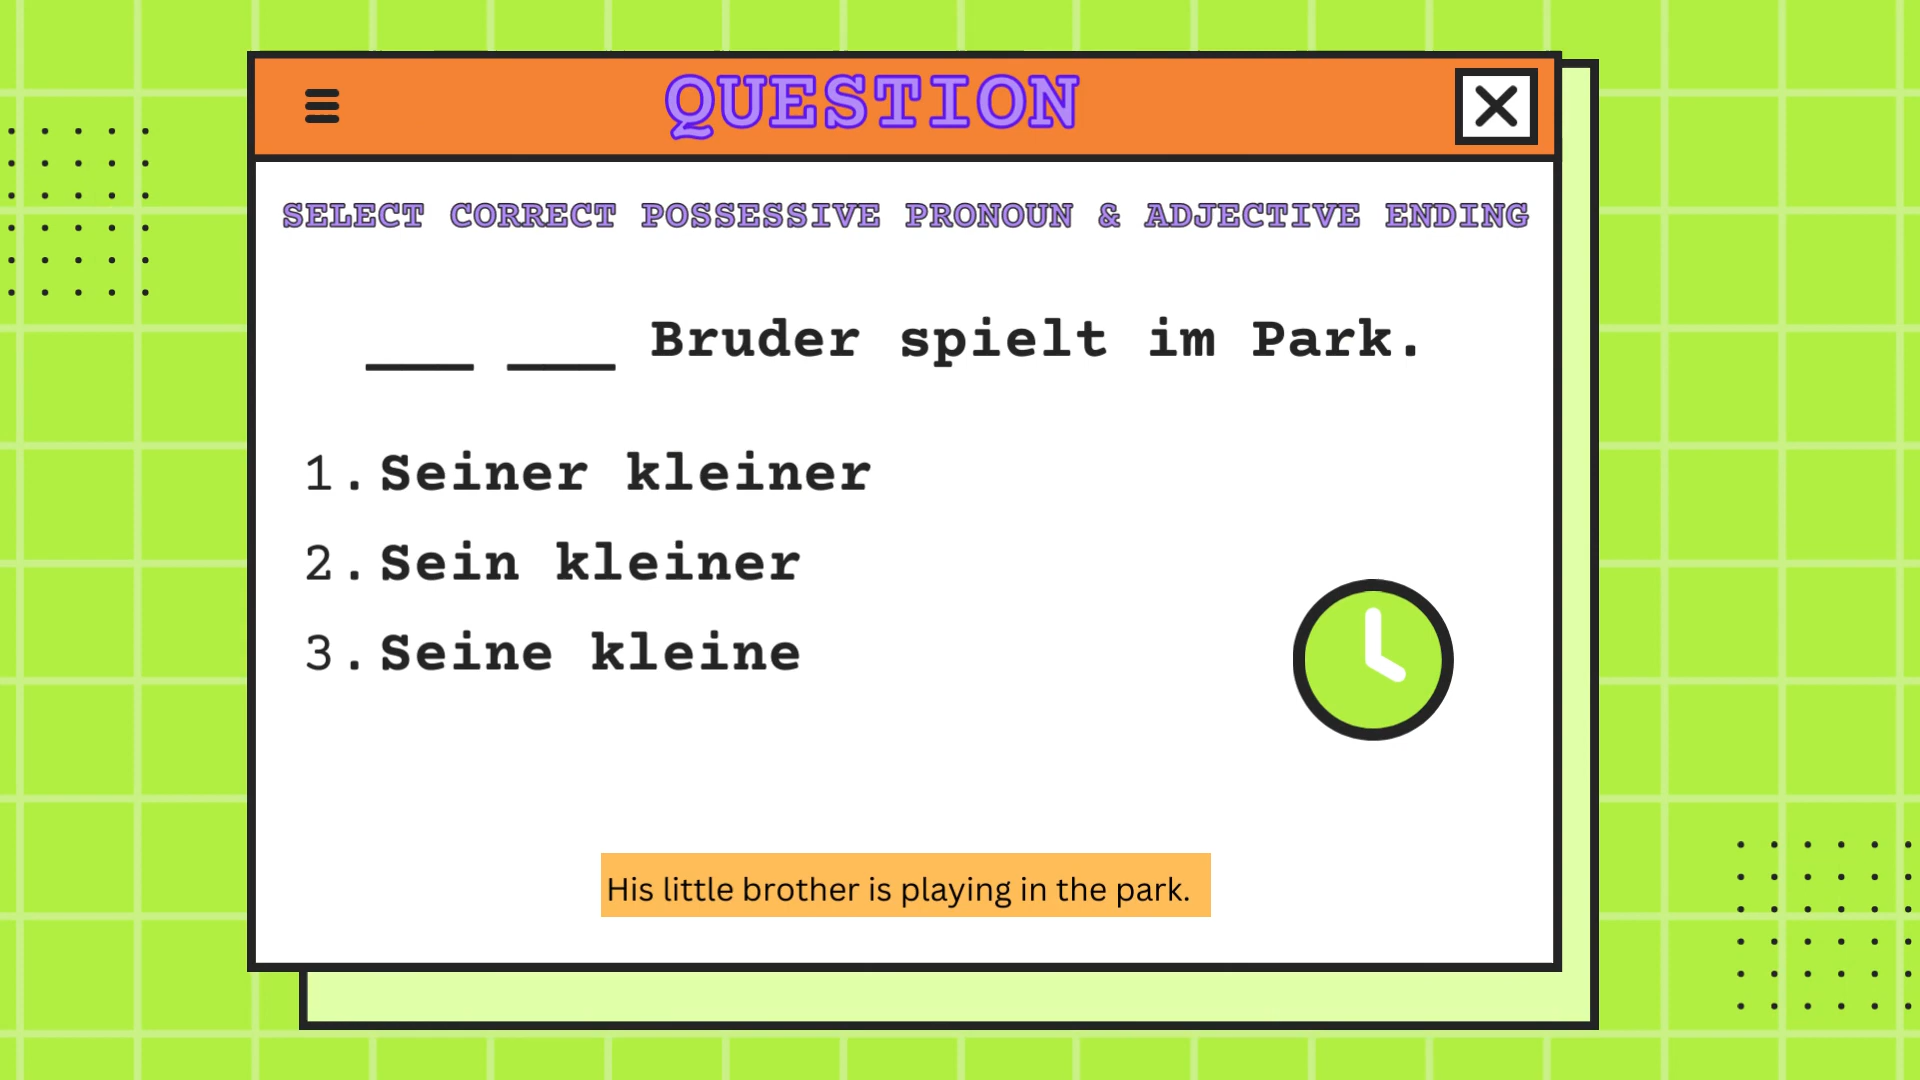 QUESTION
SELECT CORRECT POSSESSIVE PRONOUN & ADJECTIVE ENDING
___ ___ Bruder spielt im Park.
1. Seiner kleiner
2. Sein kleiner
3. Seine kleine
His little brother is playing in the park.